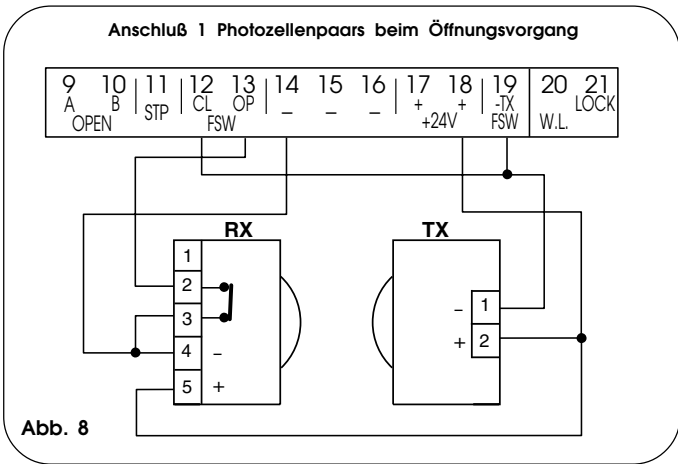 Anschluß 1 Photozellenpaars beim Öffnungsvorgang
9 10 11 12 13 14 15 16 17 18 19 20 21
A B STP CL OP _ _ _ + + -TX LOCK
OPEN FSW +24V FSW W.L.
RX TX
1
2
3
4 –
5 +
– 1
+ 2
Abb. 8